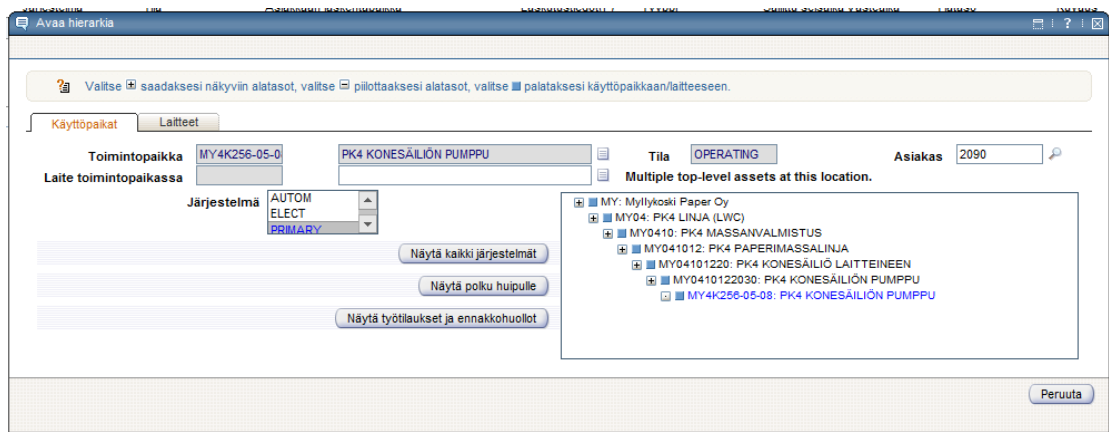 Avaa hierarkia
Valitse saadaksesi näkyviin alatasot, valitse piilottaaksesi alatasot, valitse palataksesi käyttöpaikkaan/laitteeseen.
Käyttöpaikat Laitteet
Toimintopaikka MY4K256-05-0 PK4 KONESÄILIÖN PUMPPU Tila OPERATING Asiakas 2090
Laite toimintopaikassa Multiple top-level assets at this location.
Järjestelmä AUTOM
ELECT
PRIMARY
Näytä kaikki järjestelmät
Näytä polku huipulle
Näytä työtilaukset ja ennakkohuollot
MY: Myllykoski Paper Oy
MY04: PK4 LINJA (LWC)
MY0410: PK4 MASSANVALMISTUS
MY041012: PK4 PAPERIMASSALINJA
MY04101220: PK4 KONESÄILIÖ LAITTEINEEN
MY0410122030: PK4 KONESÄILIÖN PUMPPU
MY4K256-05-08: PK4 KONESÄILIÖN PUMPPU
Peruuta